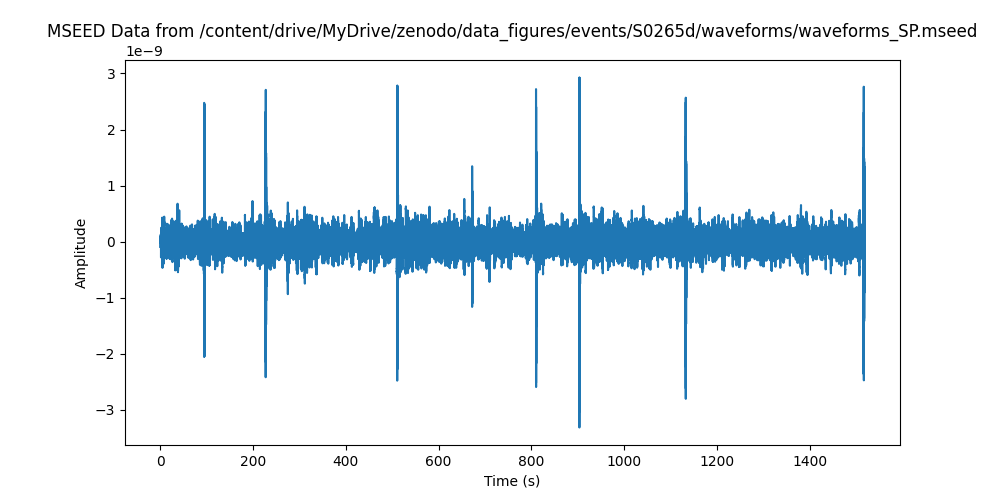 MSEED Data from /content/drive/MyDrive/zenodo/data_figures/events/S0265d/waveforms/waveforms_SP.mseed
1e−9
3
2
1
0
−1
−2
−3
Amplitude
0 200 400 600 800 1000 1200 1400
Time (s)